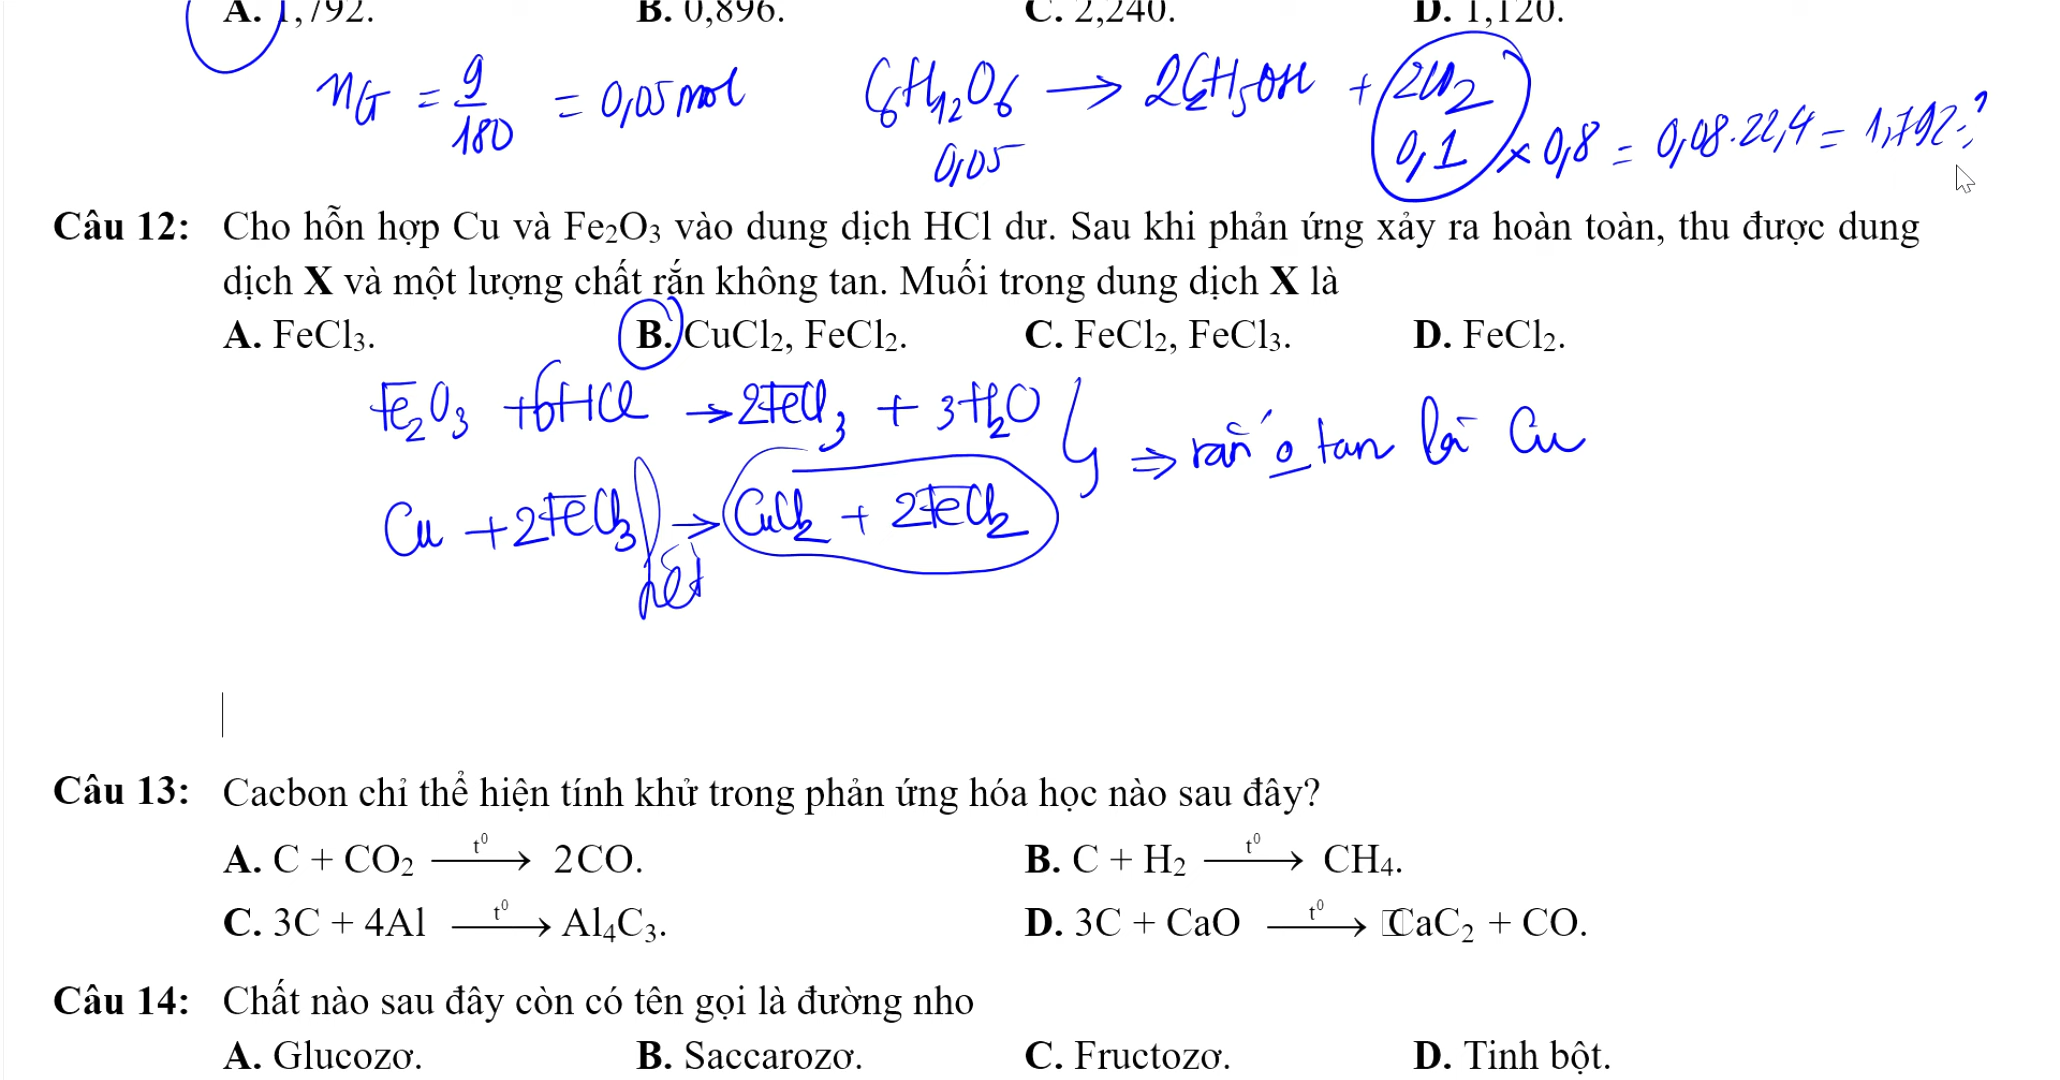 A. 1,792. B. 0,896. C. 2,240. D. 1,120.
nG = 9/180 = 0,05 mol C6H12O6 → 2C2H5OH + 2CO2
0,05 0,1 x 0,8 = 0,08.22,4 = 1,792.
Câu 12: Cho hỗn hợp Cu và Fe₂O₃ vào dung dịch HCl dư. Sau khi phản ứng xảy ra hoàn toàn, thu được dung
dịch X và một lượng chất rắn không tan. Muối trong dung dịch X là
A. FeCl₃. B. CuCl₂, FeCl₂. C. FeCl₂, FeCl₃. D. FeCl₂.
Fe2O3 + 6HCl → 2FeCl3 + 3H2O
⇒ rắn o tan là Cu
Cu + 2FeCl3 → CuCl2 + 2FeCl2
hết
Câu 13: Cacbon chỉ thể hiện tính khử trong phản ứng hóa học nào sau đây?
A. C + CO₂ —t⁰→ 2CO. B. C + H₂ —t⁰→ CH₄.
C. 3C + 4Al —t⁰→ Al₄C₃. D. 3C + CaO —t⁰→ CaC₂ + CO.
Câu 14: Chất nào sau đây còn có tên gọi là đường nho
A. Glucozơ. B. Saccarozơ. C. Fructozơ. D. Tinh bột.